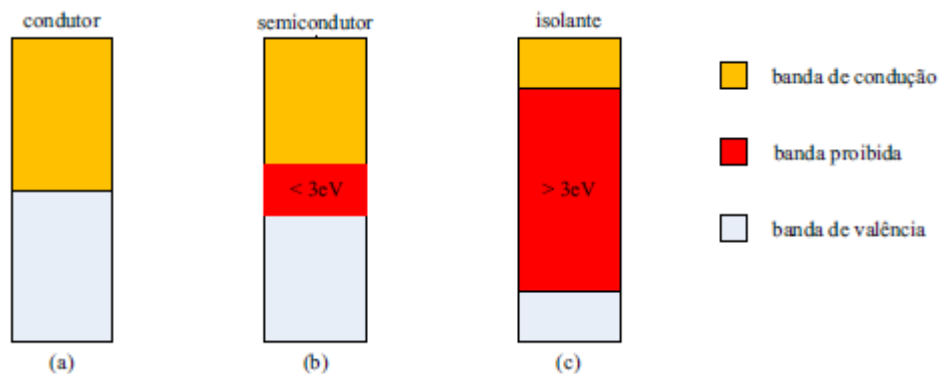 condutor
semicondutor
isolante
banda de condução
banda proibida
< 3eV
> 3eV
banda de valência
(a)
(b)
(c)